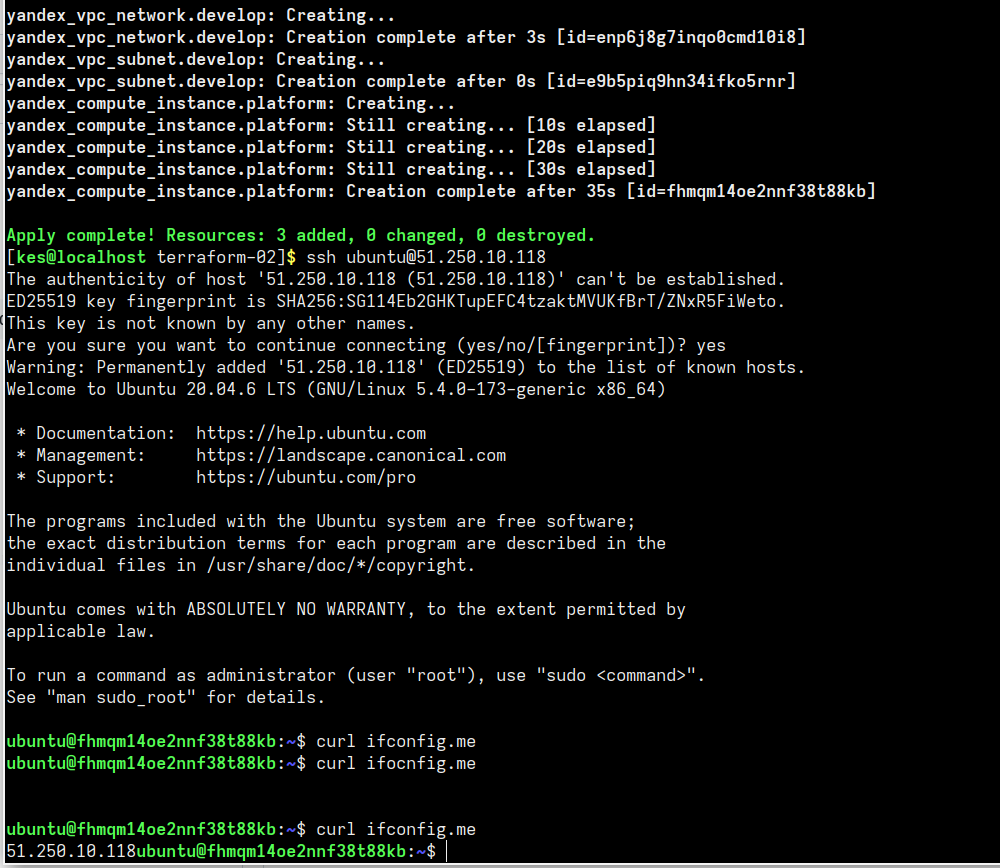 yandex_vpc_network.develop: Creating...
yandex_vpc_network.develop: Creation complete after 3s [id=enp6j8g7inqo0cmd10i8]
yandex_vpc_subnet.develop: Creating...
yandex_vpc_subnet.develop: Creation complete after 0s [id=e9b5piq9hn34ifko5rnr]
yandex_compute_instance.platform: Creating...
yandex_compute_instance.platform: Still creating... [10s elapsed]
yandex_compute_instance.platform: Still creating... [20s elapsed]
yandex_compute_instance.platform: Still creating... [30s elapsed]
yandex_compute_instance.platform: Creation complete after 35s [id=fhmqm14oe2nnf38t88kb]
Apply complete! Resources: 3 added, 0 changed, 0 destroyed.
[kes@localhost terraform-02]$ ssh ubuntu@51.250.10.118
The authenticity of host '51.250.10.118 (51.250.10.118)' can't be established.
ED25519 key fingerprint is SHA256:SG114Eb2GHKTupEFC4tzaktMVUKfBrT/ZNxR5FiWeto.
This key is not known by any other names.
Are you sure you want to continue connecting (yes/no/[fingerprint])? yes
Warning: Permanently added '51.250.10.118' (ED25519) to the list of known hosts.
Welcome to Ubuntu 20.04.6 LTS (GNU/Linux 5.4.0-173-generic x86_64)
* Documentation: https://help.ubuntu.com
* Management: https://landscape.canonical.com
* Support: https://ubuntu.com/pro
The programs included with the Ubuntu system are free software;
the exact distribution terms for each program are described in the
individual files in /usr/share/doc/*/copyright.
Ubuntu comes with ABSOLUTELY NO WARRANTY, to the extent permitted by
applicable law.
To run a command as administrator (user "root"), use "sudo <command>".
See "man sudo_root" for details.
ubuntu@fhmqm14oe2nnf38t88kb:~$ curl ifconfig.me
ubuntu@fhmqm14oe2nnf38t88kb:~$ curl ifocnfig.me
ubuntu@fhmqm14oe2nnf38t88kb:~$ curl ifconfig.me
51.250.10.118ubuntu@fhmqm14oe2nnf38t88kb:~$